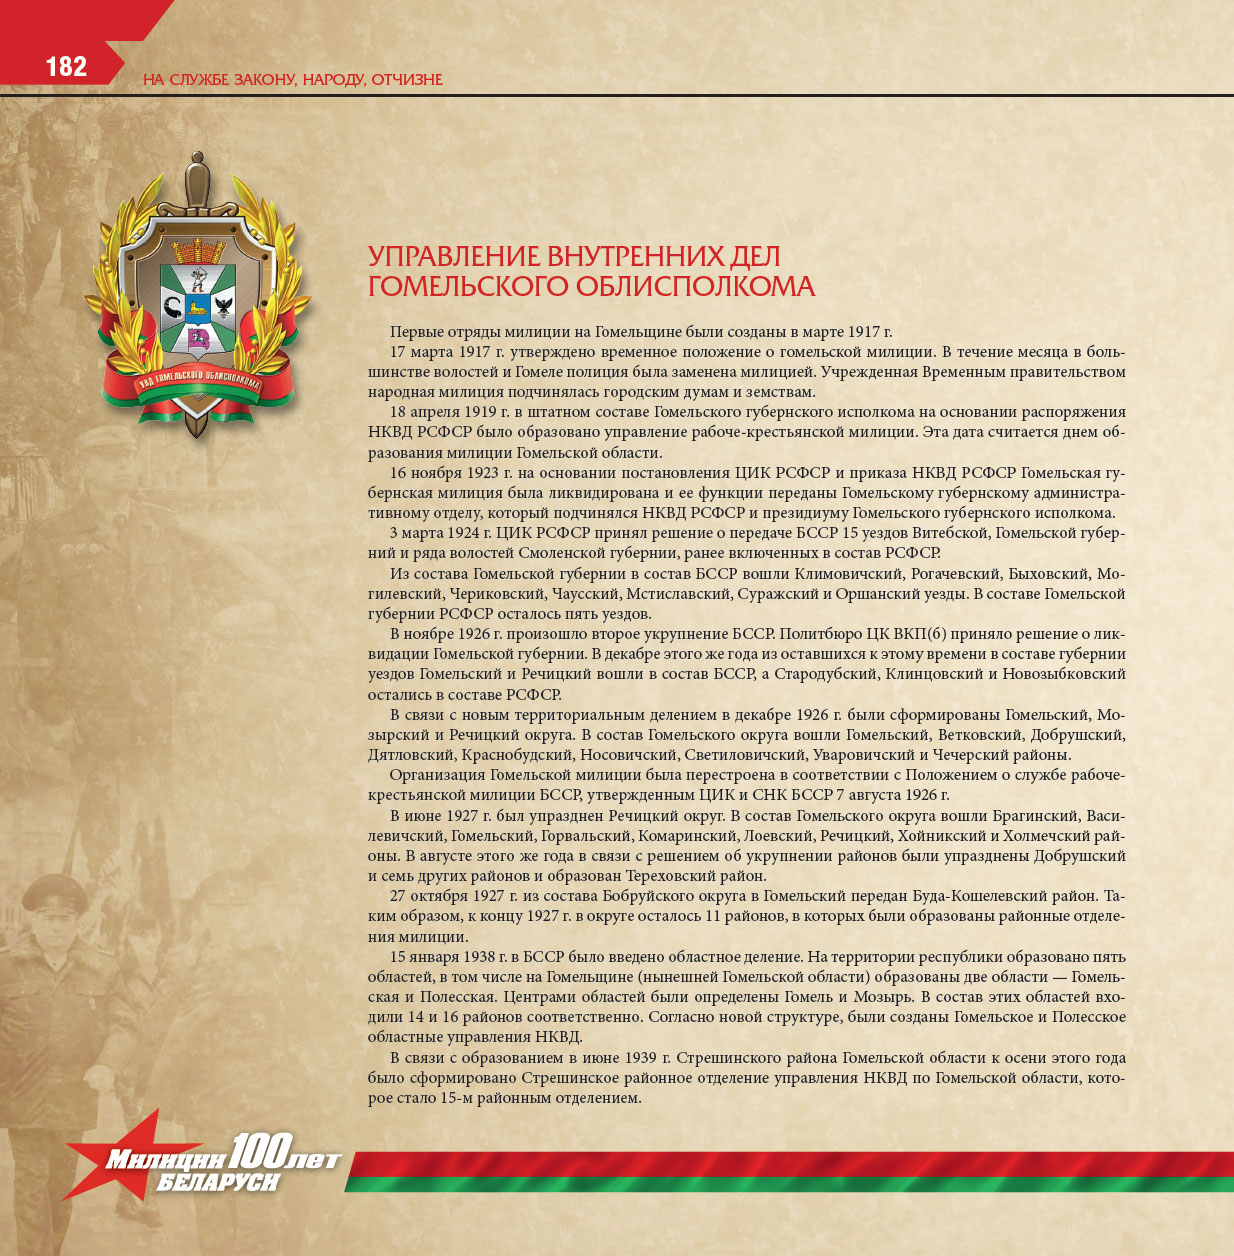 182
НА СЛУЖБЕ ЗАКОНУ, НАРОДУ, ОТЧИЗНЕ
УВД ГОМЕЛЬСКОГО ОБЛИСПОЛКОМА
УПРАВЛЕНИЕ ВНУТРЕННИХ ДЕЛ
ГОМЕЛЬСКОГО ОБЛИСПОЛКОМА
Первые отряды милиции на Гомельщине были созданы в марте 1917 г.
17 марта 1917 г. утверждено временное положение о гомельской милиции. В течение месяца в боль-
шинстве волостей и Гомеле полиция была заменена милицией. Учрежденная Временным правительством
народная милиция подчинялась городским думам и земствам.
18 апреля 1919 г. в штатном составе Гомельского губернского исполкома на основании распоряжения
НКВД РСФСР было образовано управление рабоче-крестьянской милиции. Эта дата считается днем об-
разования милиции Гомельской области.
16 ноября 1923 г. на основании постановления ЦИК РСФСР и приказа НКВД РСФСР Гомельская гу-
бернская милиция была ликвидирована и ее функции переданы Гомельскому губернскому администра-
тивному отделу, который подчинялся НКВД РСФСР и президиуму Гомельского губернского исполкома.
3 марта 1924 г. ЦИК РСФСР принял решение о передаче БССР 15 уездов Витебской, Гомельской губер-
ний и ряда волостей Смоленской губернии, ранее включенных в состав РСФСР.
Из состава Гомельской губернии в состав БССР вошли Климовичский, Рогачевский, Быховский, Мо-
гилевский, Чериковский, Чаусский, Мстиславский, Суражский и Оршанский уезды. В составе Гомельской
губернии РСФСР осталось пять уездов.
В ноябре 1926 г. произошло второе укрупнение БССР. Политбюро ЦК ВКП(б) приняло решение о лик-
видации Гомельской губернии. В декабре этого же года из оставшихся к этому времени в составе губернии
уездов Гомельский и Речицкий вошли в состав БССР, а Стародубский, Клинцовский и Новозыбковский
остались в составе РСФСР.
В связи с новым территориальным делением в декабре 1926 г. были сформированы Гомельский, Мо-
зырский и Речицкий округа. В состав Гомельского округа вошли Гомельский, Ветковский, Добрушский,
Дятловский, Краснобудский, Носовичский, Светиловичский, Уваровичский и Чечерский районы.
Организация Гомельской милиции была перестроена в соответствии с Положением о службе рабоче-
крестьянской милиции БССР, утвержденным ЦИК и СНК БССР 7 августа 1926 г.
В июне 1927 г. был упразднен Речицкий округ. В состав Гомельского округа вошли Брагинский, Васи-
левичский, Гомельский, Горвальский, Комаринский, Лоевский, Речицкий, Хойникский и Холмечский рай-
оны. В августе этого же года в связи с решением об укрупнении районов были упразднены Добрушский
и семь других районов и образован Тереховский район.
27 октября 1927 г. из состава Бобруйского округа в Гомельский передан Буда-Кошелевский район. Та-
ким образом, к концу 1927 г. в округе осталось 11 районов, в которых были образованы районные отделе-
ния милиции.
15 января 1938 г. в БССР было введено областное деление. На территории республики образовано пять
областей, в том числе на Гомельщине (нынешней Гомельской области) образованы две области — Гомель-
ская и Полесская. Центрами областей были определены Гомель и Мозырь. В состав этих областей вхо-
дили 14 и 16 районов соответственно. Согласно новой структуре, были созданы Гомельское и Полесское
областные управления НКВД.
В связи с образованием в июне 1939 г. Стрешинского района Гомельской области к осени этого года
было сформировано Стрешинское районное отделение управления НКВД по Гомельской области, кото-
рое стало 15-м районным отделением.
Милиции 100 лет
БЕЛАРУСИ